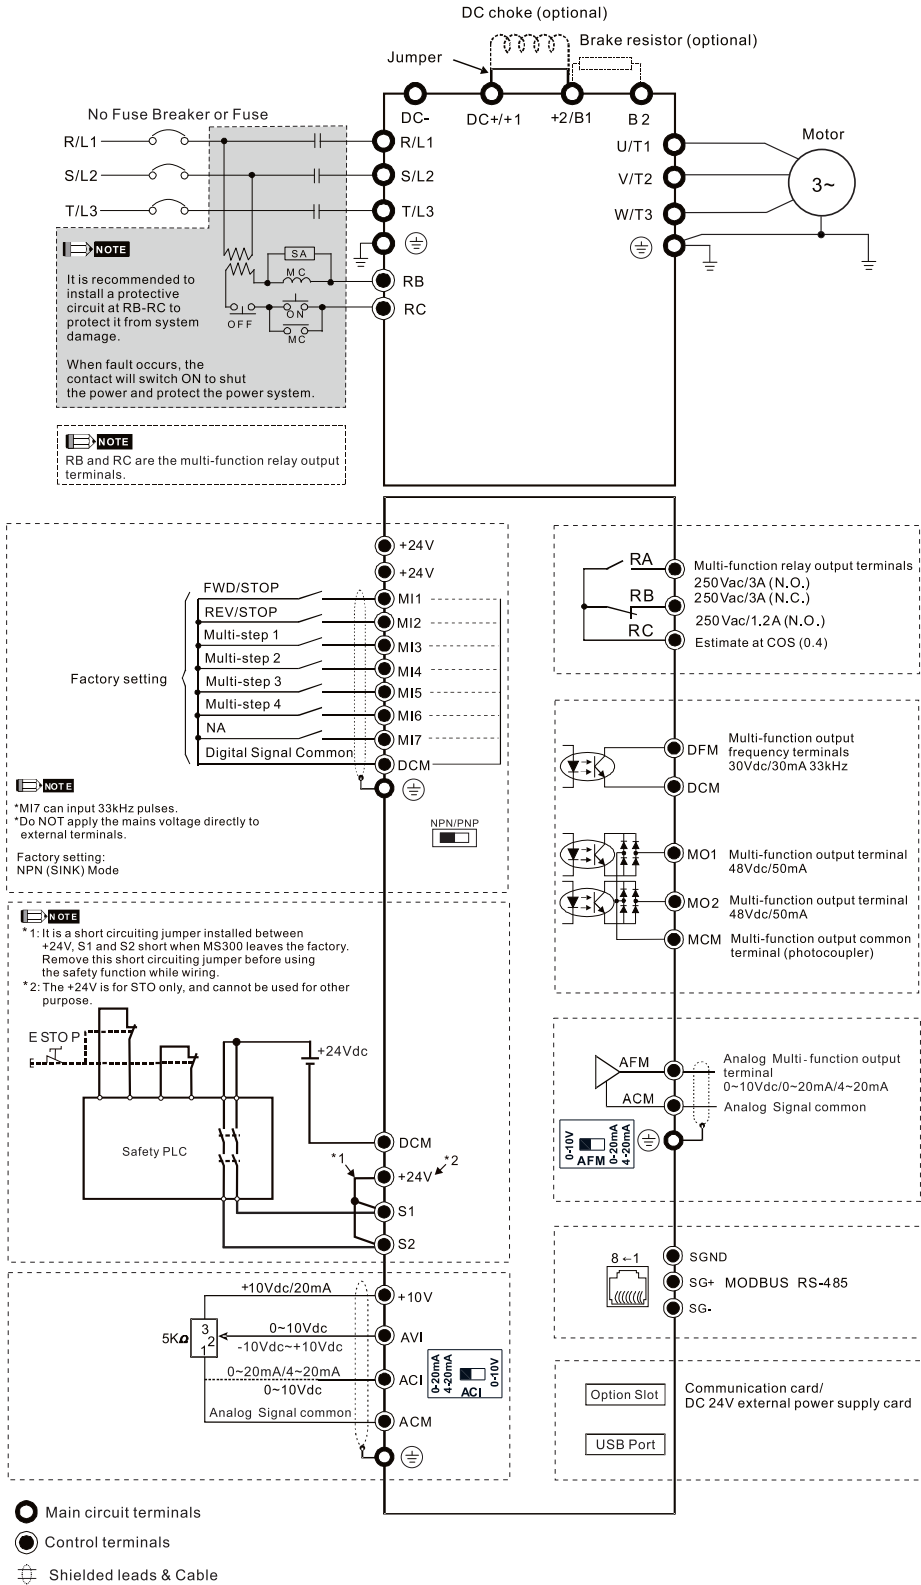 DC choke (optional)
Brake resistor (optional)
Jumper
DC-
DC+/+1
+2/B1
B2
No Fuse Breaker or Fuse
R/L1
R/L1
U/T1
Motor
S/L2
S/L2
V/T2
3~
T/L3
T/L3
W/T3
NOTE
It is recommended to
install a protective
circuit at RB-RC to
protect it from system
damage.
When fault occurs, the
contact will switch ON to shut
the power and protect the power system.
SA
MC
RB
RC
OFF
ON
MC
NOTE
RB and RC are the multi-function relay output
terminals.
+24V
+24V
FWD/STOP
MI1
REV/STOP
MI2
Multi-step 1
MI3
Multi-step 2
MI4
Multi-step 3
MI5
Multi-step 4
MI6
NA
MI7
Digital Signal Common
DCM
Factory setting
NOTE
*MI7 can input 33kHz pulses.
*Do NOT apply the mains voltage directly to
external terminals.
Factory setting:
NPN (SINK) Mode
NPN/PNP
RA
Multi-function relay output terminals
250Vac/3A (N.O.)
250Vac/3A (N.C.)
RB
250Vac/1.2A (N.O.)
RC
Estimate at COS (0.4)
DFM
Multi-function output
frequency terminals
30Vdc/30mA 33kHz
DCM
MO1
Multi-function output terminal
48Vdc/50mA
MO2
Multi-function output terminal
48Vdc/50mA
MCM
Multi-function output common
terminal (photocoupler)
NOTE
*1: It is a short circuiting jumper installed between
+24V, S1 and S2 short when MS300 leaves the factory.
Remove this short circuiting jumper before using
the safety function while wiring.
*2: The +24V is for STO only, and cannot be used for other
purpose.
ESTOP
+24Vdc
Safety PLC
DCM
*1
+24V
*2
S1
S2
AFM
Analog Multi-function output
terminal
0~10Vdc/0~20mA/4~20mA
ACM
Analog Signal common
0-10V
AFM
0-20mA
4-20mA
+10Vdc/20mA
+10V
5KΩ
3
2
1
0~10Vdc
-10Vdc~+10Vdc
AVI
0~20mA/4~20mA
0~10Vdc
ACI
0-20mA
4-20mA
ACI
0-10V
Analog Signal common
ACM
8←1
SGND
SG+
MODBUS RS-485
SG-
Option Slot
Communication card/
DC 24V external power supply card
USB Port
Main circuit terminals
Control terminals
Shielded leads & Cable